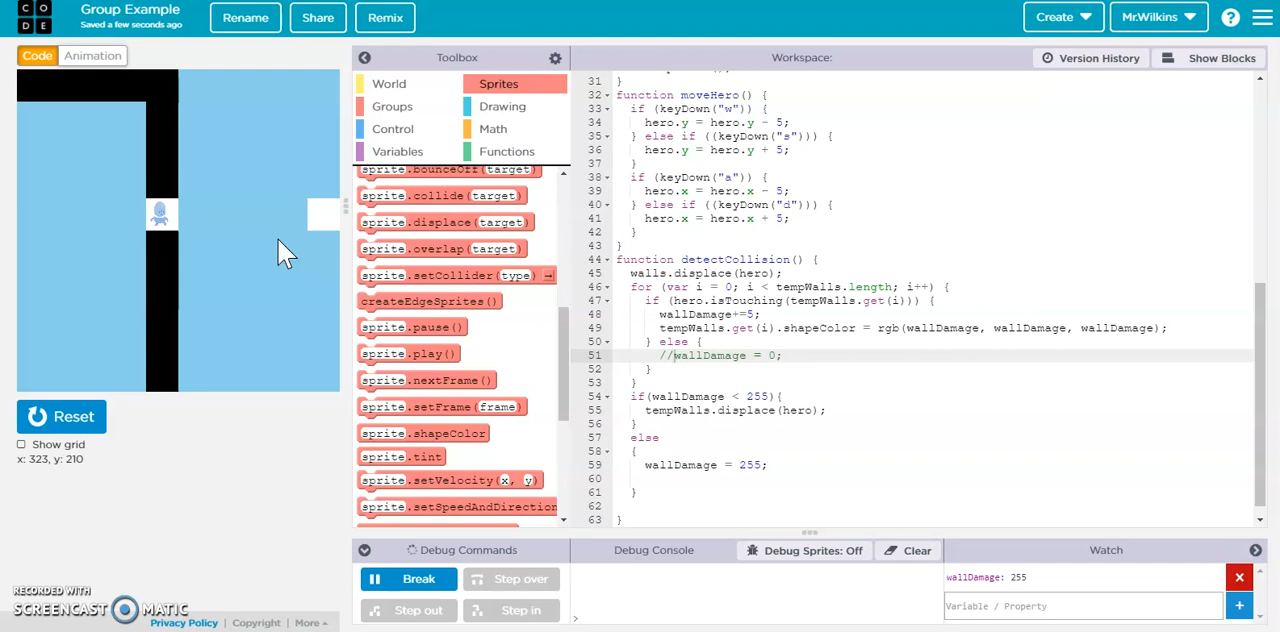 CODE
Group Example
Saved a few seconds ago
Rename
Share
Remix
Create
Mr.Wilkins
?
Code
Animation
Toolbox
Workspace:
Version History
Show Blocks
World
Sprites
Groups
Drawing
Control
Math
Variables
Functions
sprite.bounceOff(target)
sprite.collide(target)
sprite.displace(target)
sprite.overlap(target)
sprite.setCollider(type)
createEdgeSprites()
sprite.pause()
sprite.play()
sprite.nextFrame()
sprite.setFrame(frame)
sprite.shapeColor
sprite.tint
sprite.setVelocity(x, y)
sprite.setSpeedAndDirection
31 }
32 function moveHero() {
33 if (keyDown("w")) {
34 hero.y = hero.y - 5;
35 } else if ((keyDown("s"))) {
36 hero.y = hero.y + 5;
37 }
38 if (keyDown("a")) {
39 hero.x = hero.x - 5;
40 } else if ((keyDown("d"))) {
41 hero.x = hero.x + 5;
42 }
43 }
44 function detectCollision() {
45 walls.displace(hero);
46 for (var i = 0; i < tempWalls.length; i++) {
47 if (hero.isTouching(tempWalls.get(i))) {
48 wallDamage+=5;
49 tempWalls.get(i).shapeColor = rgb(wallDamage, wallDamage, wallDamage);
50 } else {
51 //wallDamage = 0;
52 }
53 }
54 if(wallDamage < 255){
55 tempWalls.displace(hero);
56 }
57 else
58 {
59 wallDamage = 255;
60
61 }
62
63 }
Reset
Show grid
x: 323, y: 210
Debug Commands
Debug Console
Debug Sprites: Off
Clear
Watch
Break
Step over
Step out
Step in
>
wallDamage: 255
Variable / Property
RECORDED WITH
SCREENCAST MATIC
Privacy Policy | Copyright | More